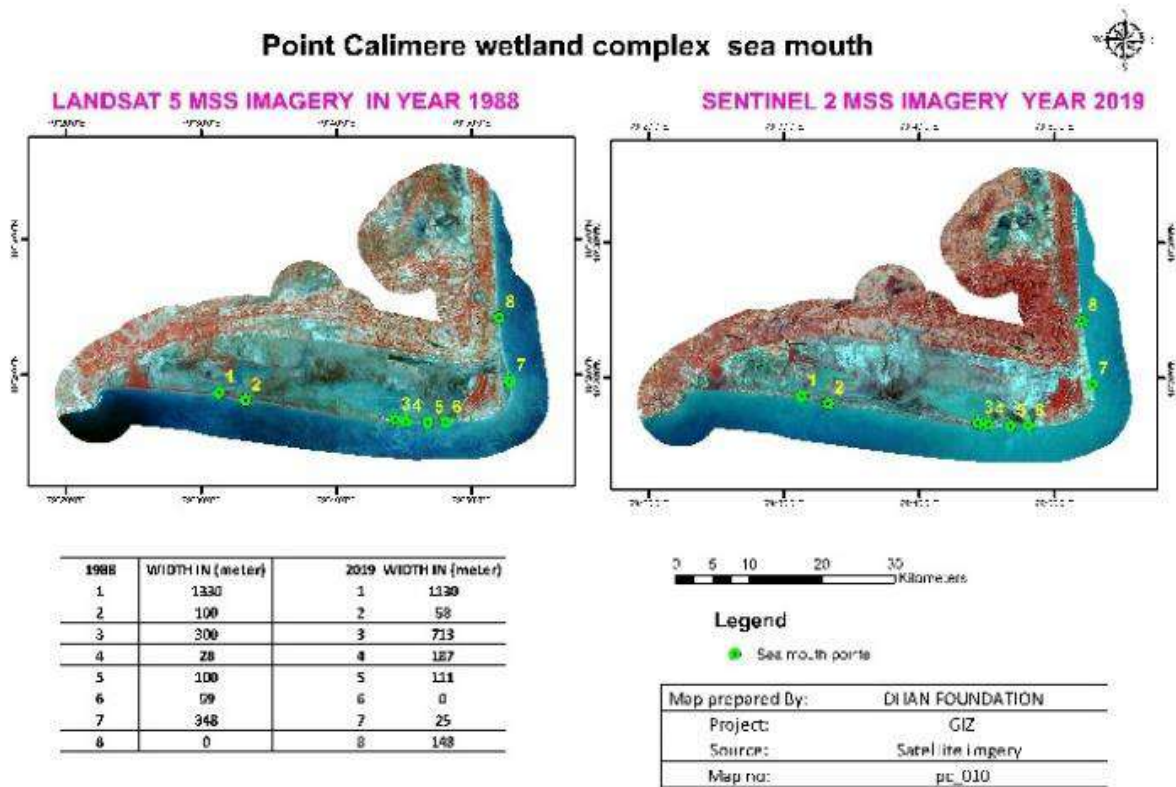 Point Calimere wetland complex sea mouth
LANDSAT 5 MSS IMAGERY IN YEAR 1988
SENTINEL 2 MSS IMAGERY YEAR 2019
8
7
1
2
3 4
5
6
8
7
1
2
3 4
5
6
1988 WIDTH IN (meter) 2019 WIDTH IN (meter)
1 1330 1 1130
2 100 2 58
3 300 3 713
4 28 4 187
5 100 5 111
6 99 6 0
7 348 7 25
8 0 8 148
0 5 10 20 30
Kilometers
Legend
Sea mouth points
Map prepared By: DHAN FOUNDATION
Project: GIZ
Source: Satellite imgery
Map no: pc_010